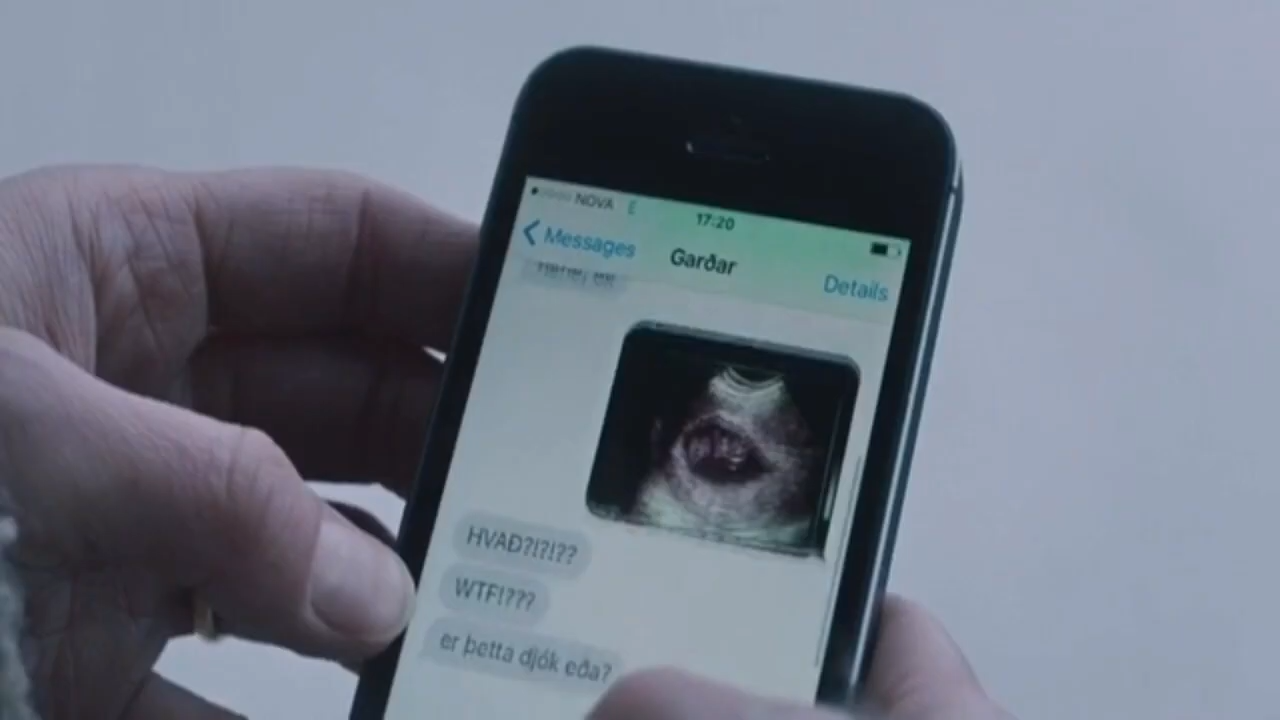 NOVA
17:20
Messages
Garðar
Details
HVAÐ?!?!??
WTF!???
er þetta djók eða?